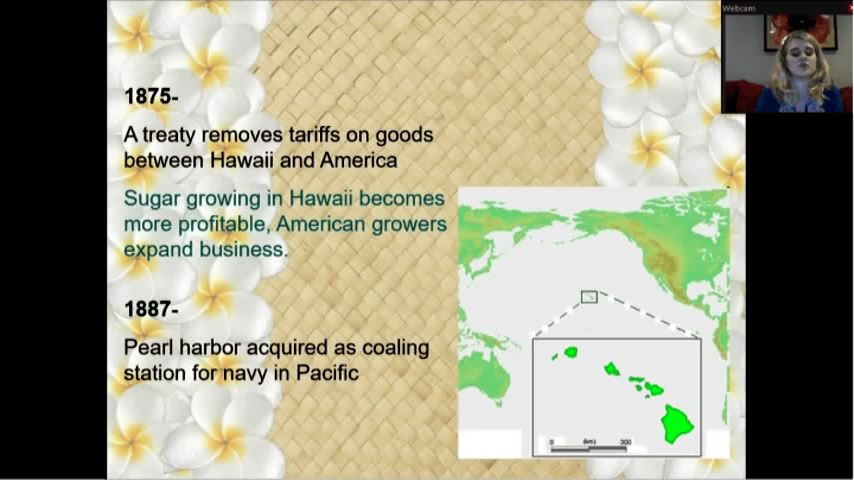 Webcam
1875-
A treaty removes tariffs on goods
between Hawaii and America
Sugar growing in Hawaii becomes
more profitable, American growers
expand business.
1887-
Pearl harbor acquired as coaling
station for navy in Pacific
0 (km) 300